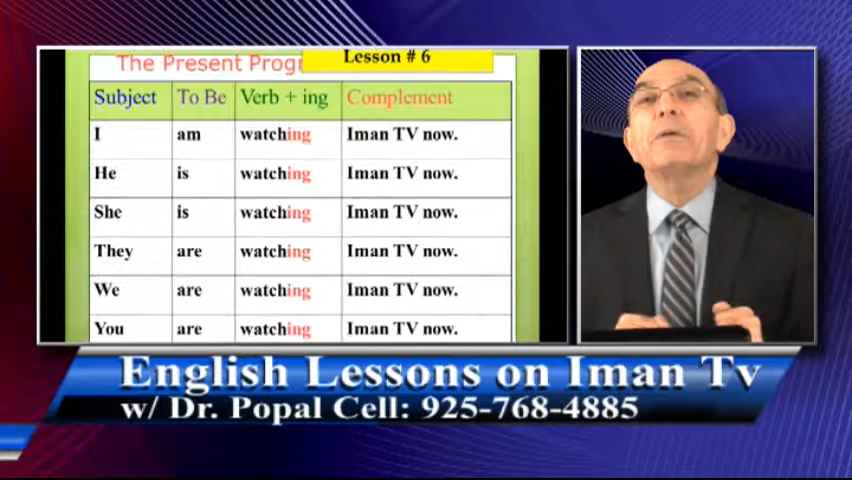 The Present Progr
Lesson # 6
Subject To Be Verb + ing Complement
I am watching Iman TV now.
He is watching Iman TV now.
She is watching Iman TV now.
They are watching Iman TV now.
We are watching Iman TV now.
You are watching Iman TV now.
English Lessons on Iman Tv
w/ Dr. Popal Cell: 925-768-4885